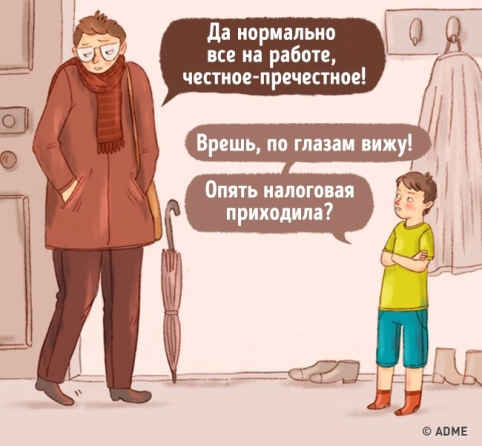 Да нормально
все на работе,
честное-пречестное!
Врешь, по глазам вижу!
Опять налоговая
приходила?
© ADME